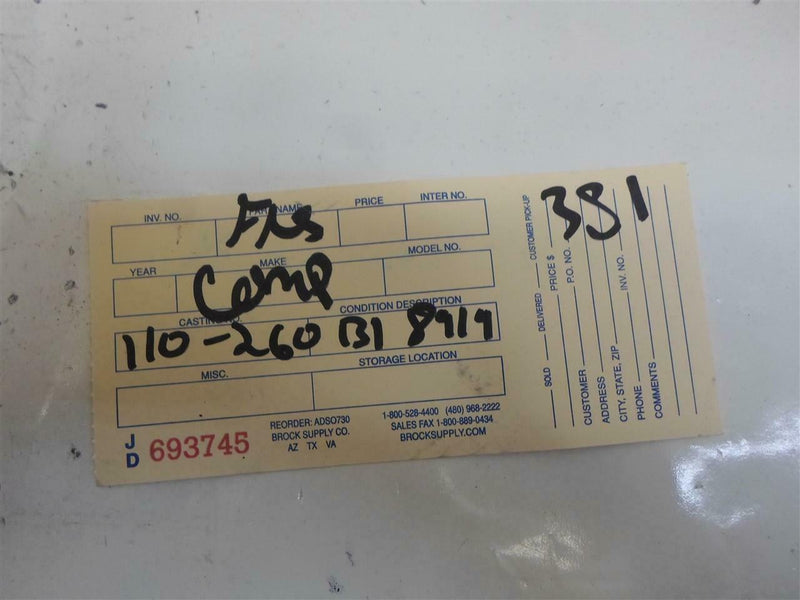 INV. NO. PART NAME PRICE INTER NO.
YEAR MAKE MODEL NO.
Comp
CASTING NO. CONDITION DESCRIPTION
110-260 B1 8919
MISC. STORAGE LOCATION
J D 693745
REORDER: ADSO730
BROCK SUPPLY CO.
AZ TX VA
1-800-528-4400 (480) 968-2222
SALES FAX 1-800-889-0434
BROCKSUPPLY.COM
381
SOLD DELIVERED CUSTOMER PICK-UP
PRICE $
P.O. NO.
CUSTOMER
ADDRESS
CITY, STATE, ZIP INV. NO.
PHONE
COMMENTS